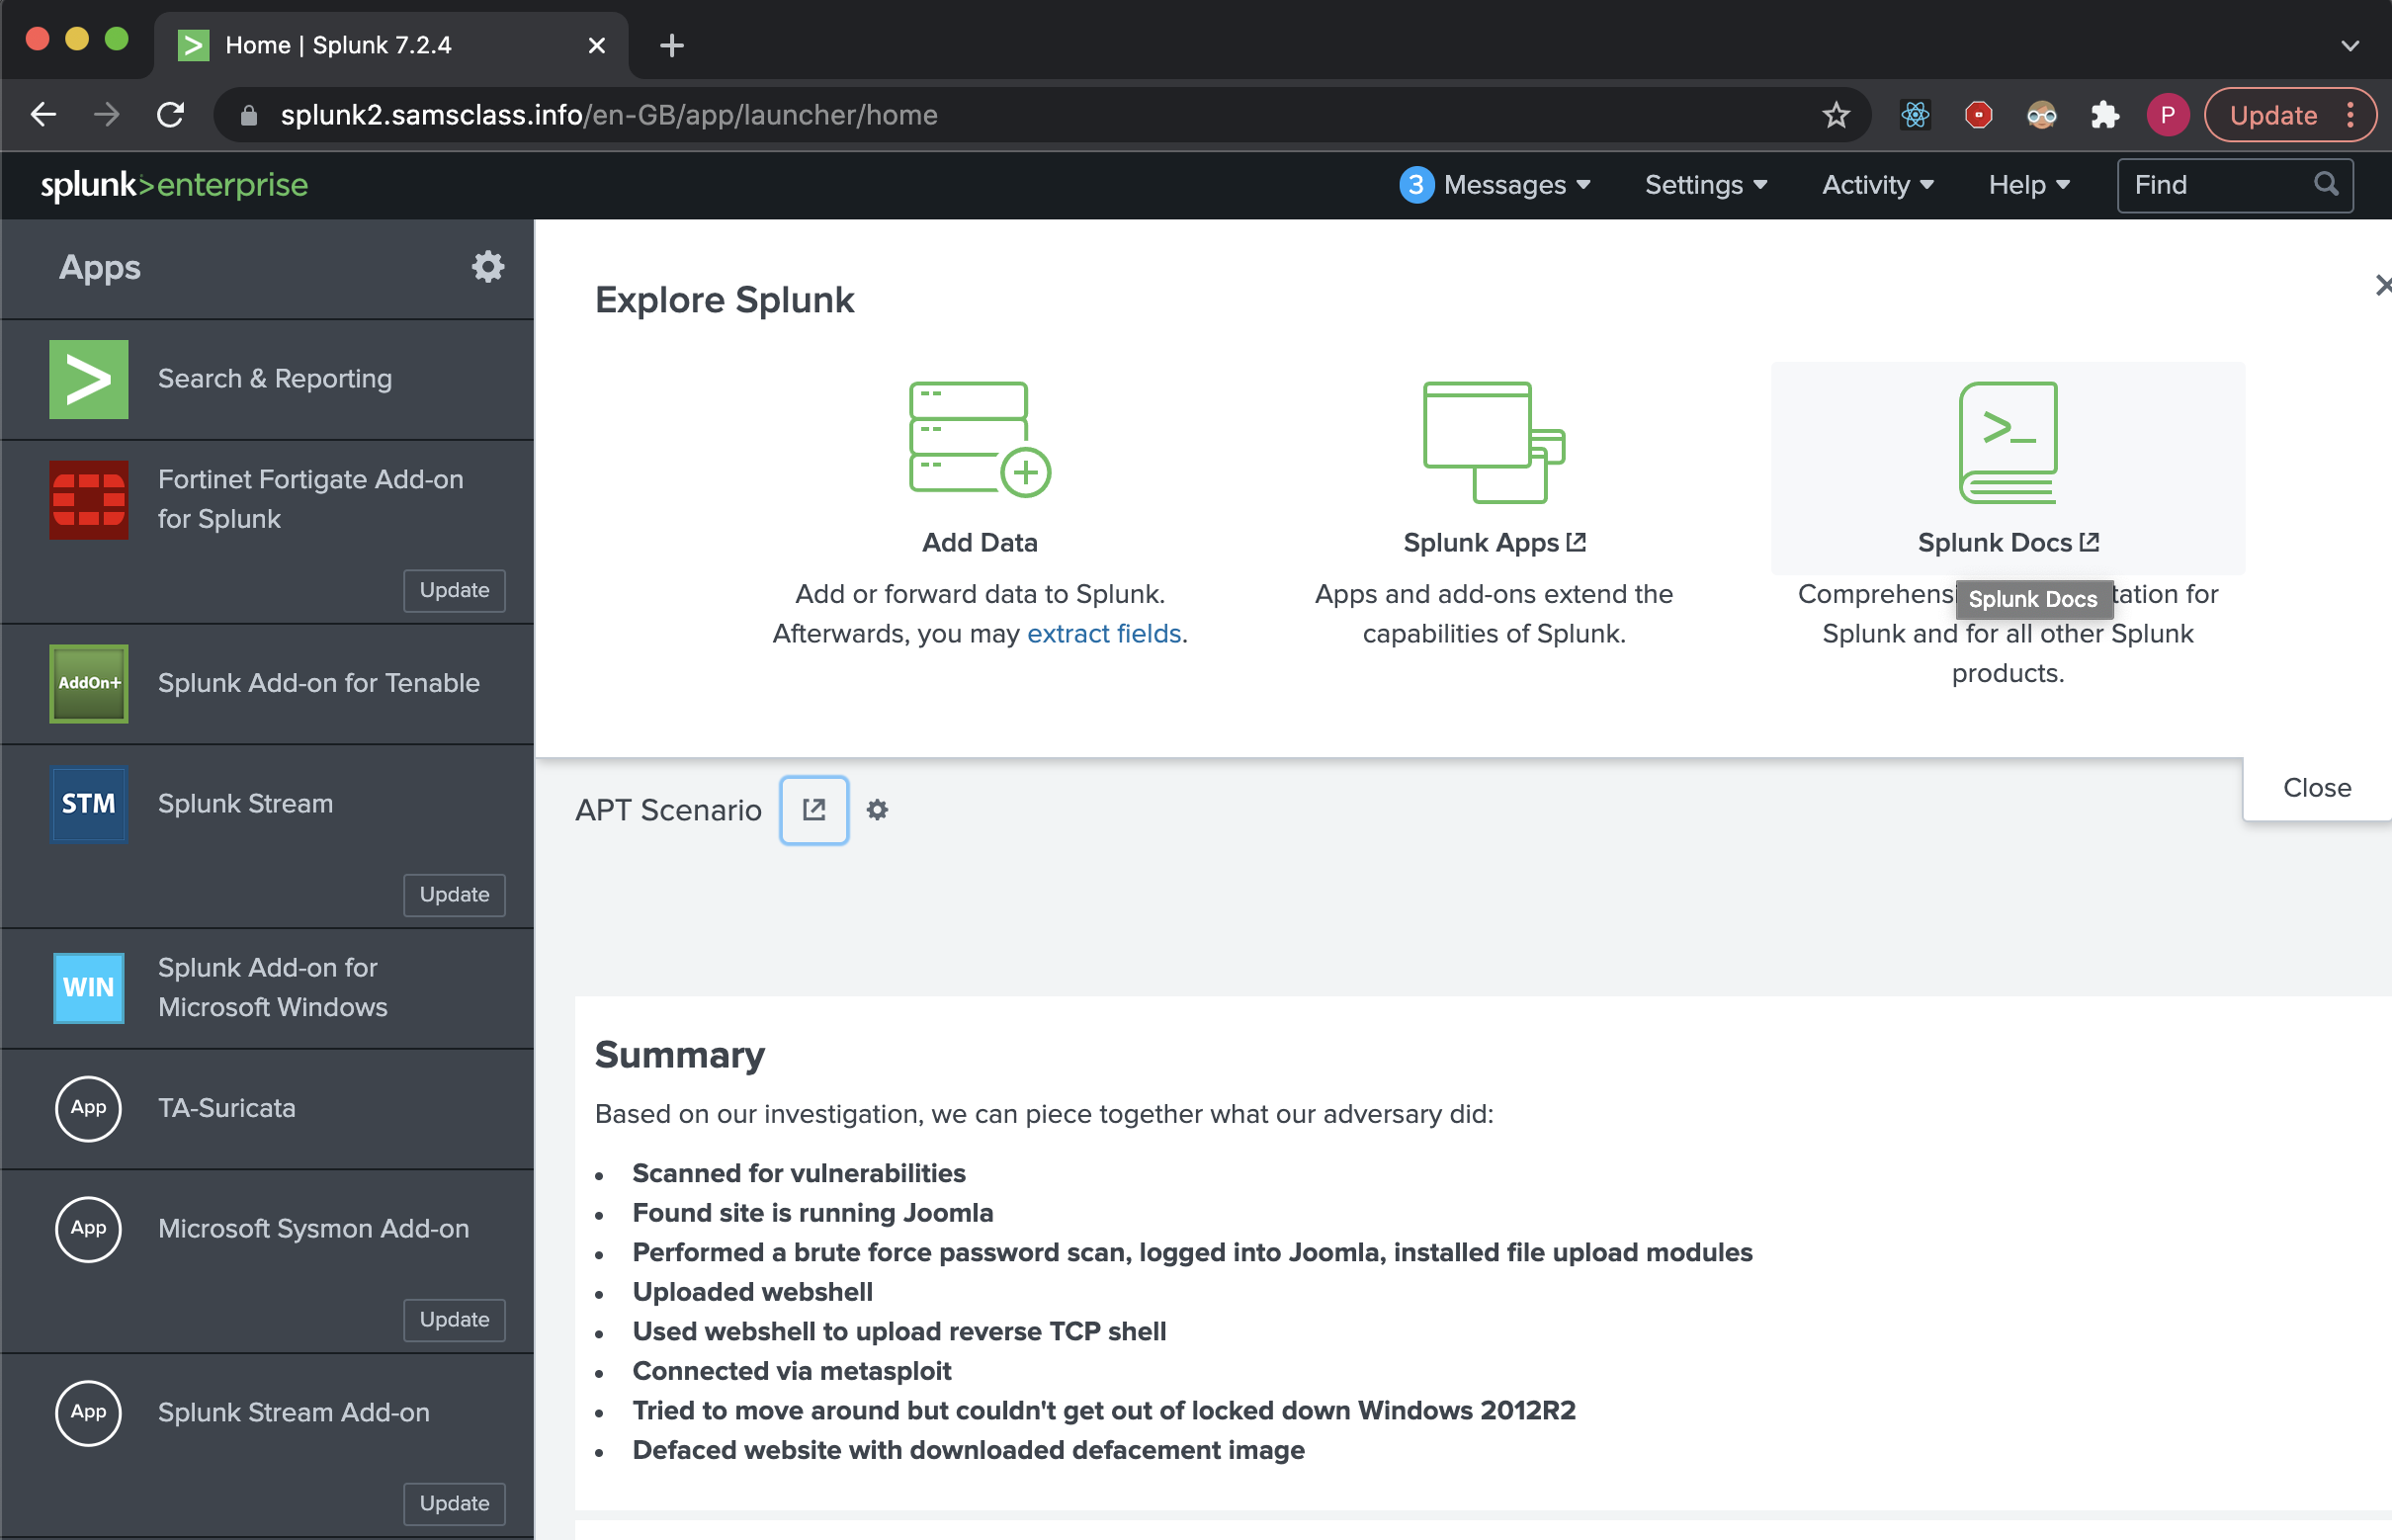 Home | Splunk 7.2.4
splunk2.samsclass.info/en-GB/app/launcher/home
P
Update
splunk>enterprise
3 Messages
Settings
Activity
Help
Find
Apps
Search & Reporting
Fortinet Fortigate Add-on
for Splunk
Update
AddOn+
Splunk Add-on for Tenable
STM
Splunk Stream
Update
WIN
Splunk Add-on for
Microsoft Windows
App
TA-Suricata
App
Microsoft Sysmon Add-on
Update
App
Splunk Stream Add-on
Update
Explore Splunk
Add Data
Add or forward data to Splunk.
Afterwards, you may extract fields.
Splunk Apps
Apps and add-ons extend the
capabilities of Splunk.
>_
Splunk Docs
Comprehensi
Splunk Docs
tation for
Splunk and for all other Splunk
products.
Close
APT Scenario
Summary
Based on our investigation, we can piece together what our adversary did:
• Scanned for vulnerabilities
• Found site is running Joomla
• Performed a brute force password scan, logged into Joomla, installed file upload modules
• Uploaded webshell
• Used webshell to upload reverse TCP shell
• Connected via metasploit
• Tried to move around but couldn't get out of locked down Windows 2012R2
• Defaced website with downloaded defacement image